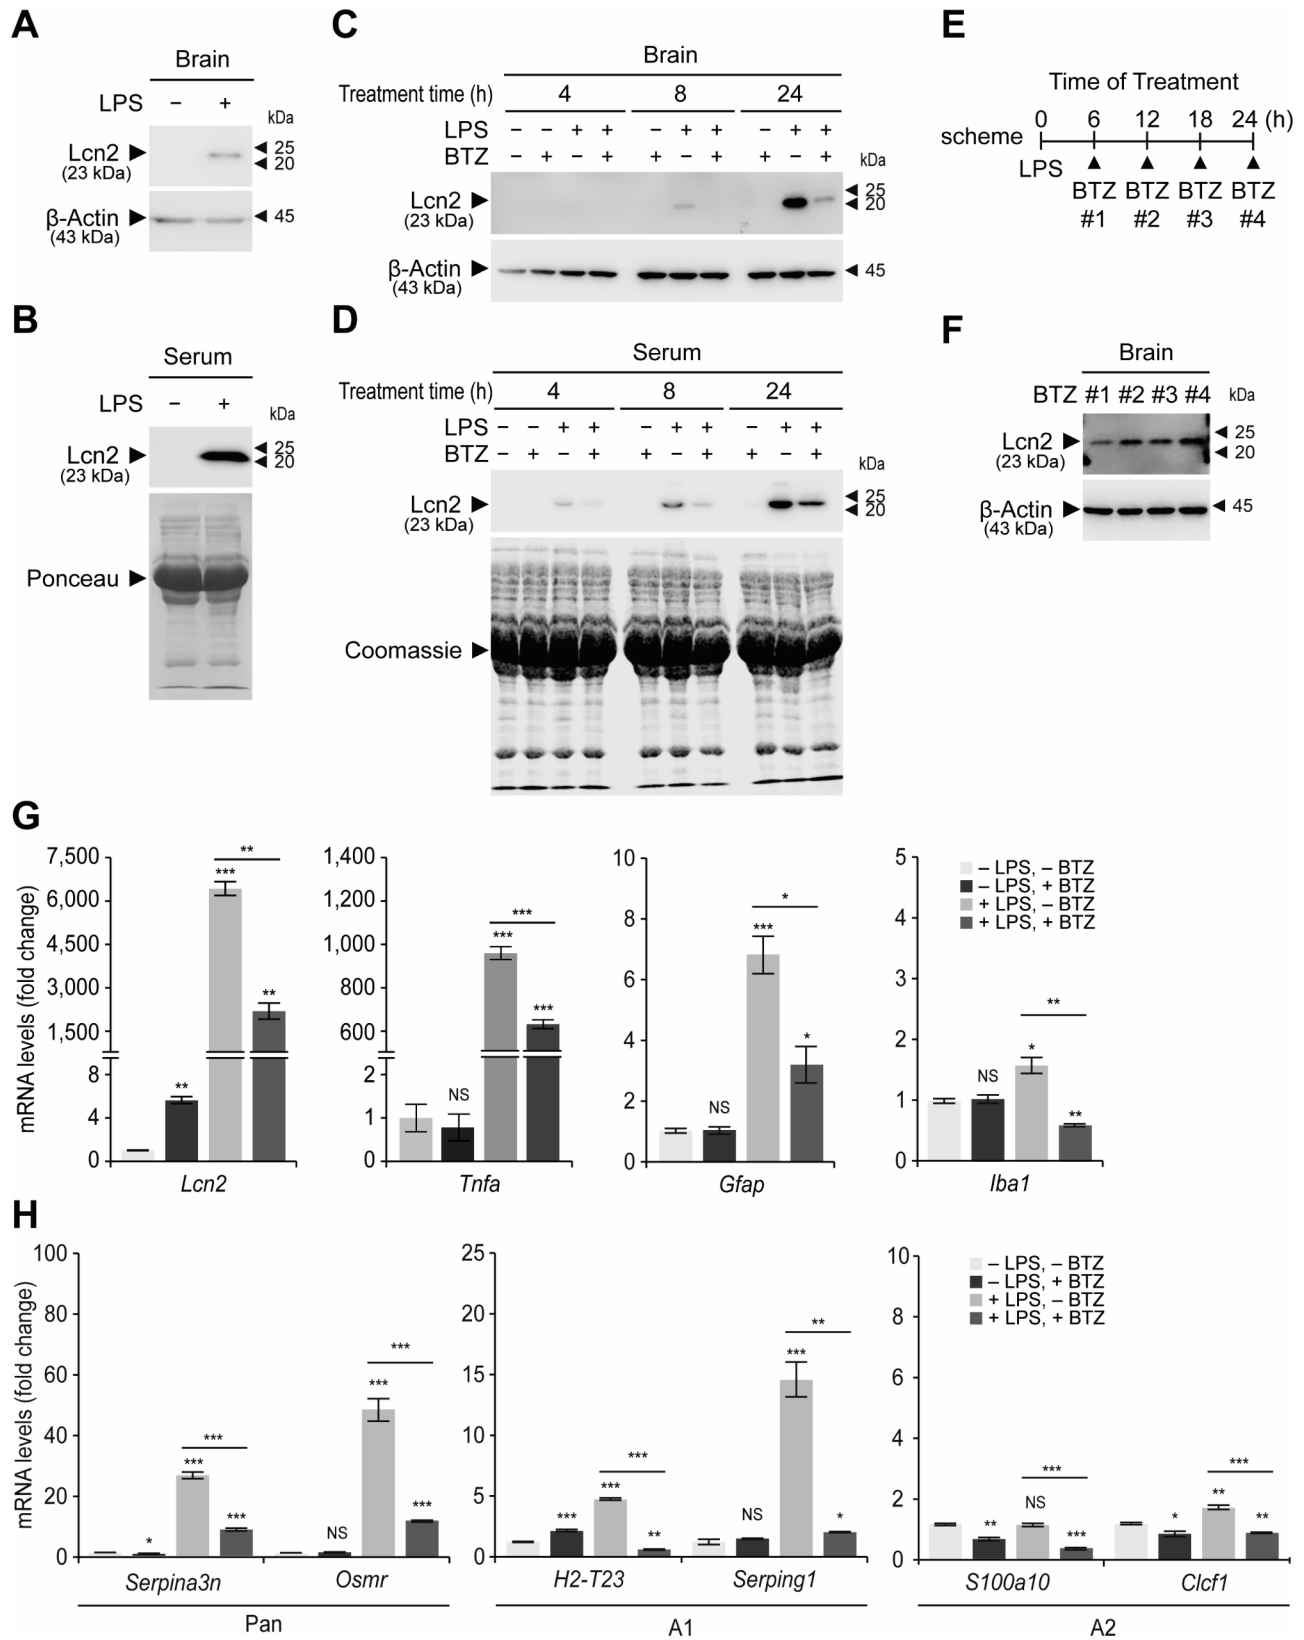 A
Brain
LPS – +
kDa
Lcn2 25
(23 kDa) 20
β-Actin 45
(43 kDa)
B
Serum
LPS – +
kDa
Lcn2 25
(23 kDa) 20
Ponceau
C
Brain
Treatment time (h) 4 8 24
LPS – – + + – + + – + +
BTZ – + – + + – + + – +
kDa
Lcn2 25
(23 kDa) 20
β-Actin 45
(43 kDa)
D
Serum
Treatment time (h) 4 8 24
LPS – – + + – + + – + +
BTZ – + – + + – + + – +
kDa
Lcn2 25
(23 kDa) 20
Coomassie
E
Time of Treatment
0 6 12 18 24 (h)
scheme
LPS
BTZ BTZ BTZ BTZ
#1 #2 #3 #4
F
Brain
BTZ #1 #2 #3 #4 kDa
Lcn2 25
(23 kDa) 20
β-Actin 45
(43 kDa)
G
mRNA levels (fold change)
7,500
6,000
4,500
3,000
1,500
8
4
0
**
***
**
**
Lcn2
1,400
1,200
1,000
800
600
2
1
0
NS
***
***
***
Tnfa
10
8
6
4
2
0
NS
***
*
*
Gfap
5
4
3
2
1
0
NS
*
**
**
Iba1
– LPS, – BTZ
– LPS, + BTZ
+ LPS, – BTZ
+ LPS, + BTZ
H
mRNA levels (fold change)
100
80
60
40
20
0
*
***
***
***
NS
***
***
***
Serpina3n Osmr
Pan
25
20
15
10
5
0
***
***
***
**
NS
***
**
*
H2-T23 Serping1
A1
10
8
6
4
2
0
**
NS
***
***
*
**
***
**
S100a10 Clcf1
A2
– LPS, – BTZ
– LPS, + BTZ
+ LPS, – BTZ
+ LPS, + BTZ